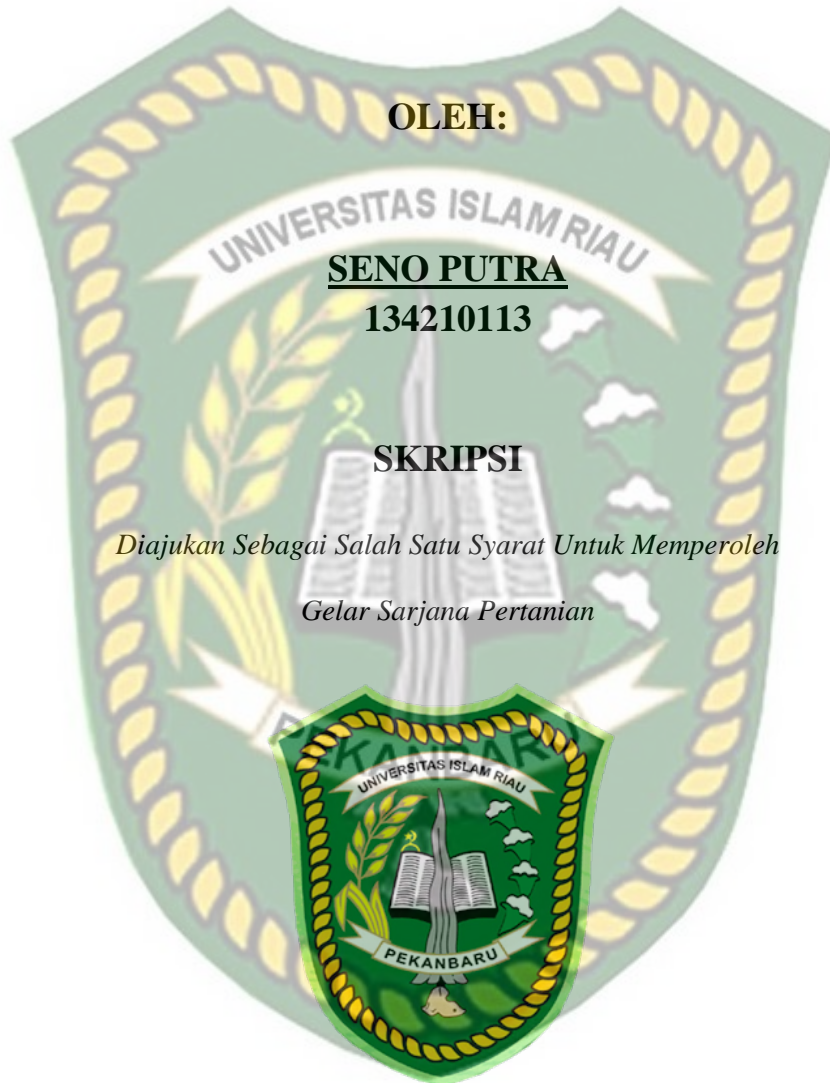 OLEH:
UNIVERSITAS ISLAM RIAU
SENO PUTRA
134210113
SKRIPSI
Diajukan Sebagai Salah Satu Syarat Untuk Memperoleh
Gelar Sarjana Pertanian
PEKANBARU
UNIVERSITAS ISLAM RIAU
PEKANBARU